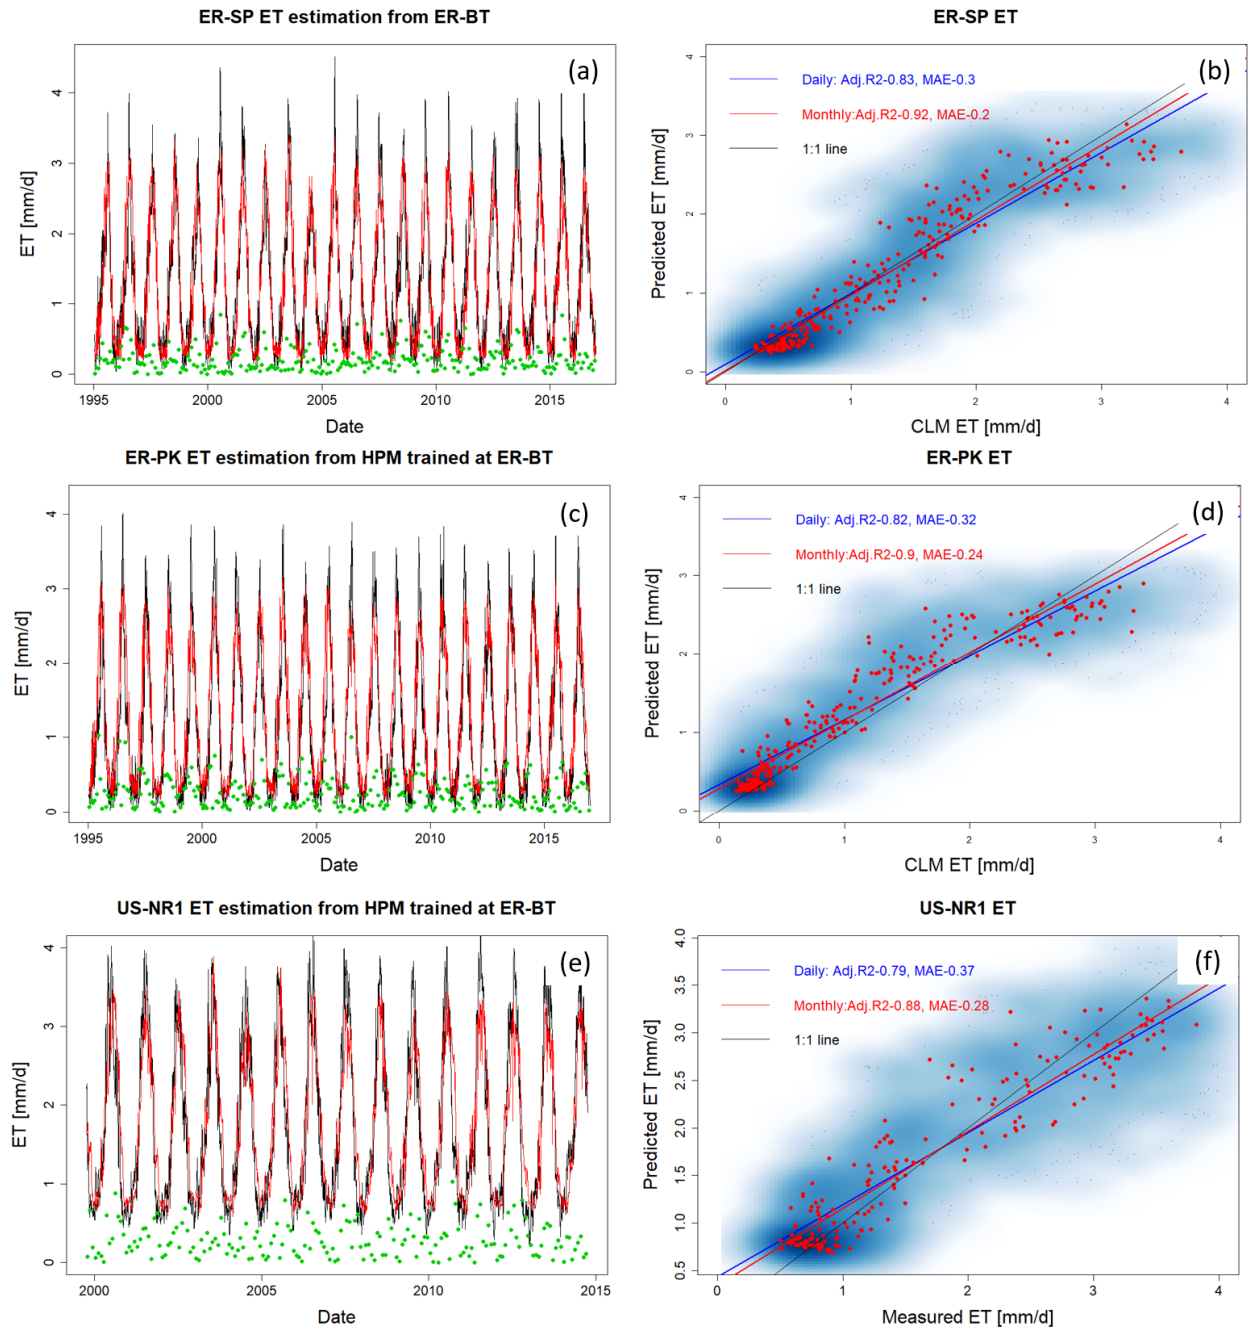 ER-SP ET estimation from ER-BT
(a)
ET [mm/d]
4
3
2
1
0
1995 2000 2005 2010 2015
Date
ER-SP ET
(b)
Daily: Adj.R2-0.83, MAE-0.3
Monthly:Adj.R2-0.92, MAE-0.2
1:1 line
Predicted ET [mm/d]
4
3
2
1
0
0 1 2 3 4
CLM ET [mm/d]
ER-PK ET estimation from HPM trained at ER-BT
(c)
ET [mm/d]
4
3
2
1
0
1995 2000 2005 2010 2015
Date
ER-PK ET
(d)
Daily: Adj.R2-0.82, MAE-0.32
Monthly:Adj.R2-0.9, MAE-0.24
1:1 line
Predicted ET [mm/d]
4
3
2
1
0
0 1 2 3 4
CLM ET [mm/d]
US-NR1 ET estimation from HPM trained at ER-BT
(e)
ET [mm/d]
4
3
2
1
0
2000 2005 2010 2015
Date
US-NR1 ET
(f)
Daily: Adj.R2-0.79, MAE-0.37
Monthly:Adj.R2-0.88, MAE-0.28
1:1 line
Predicted ET [mm/d]
4.0
3.5
3.0
2.5
2.0
1.5
1.0
0.5
0 1 2 3 4
Measured ET [mm/d]